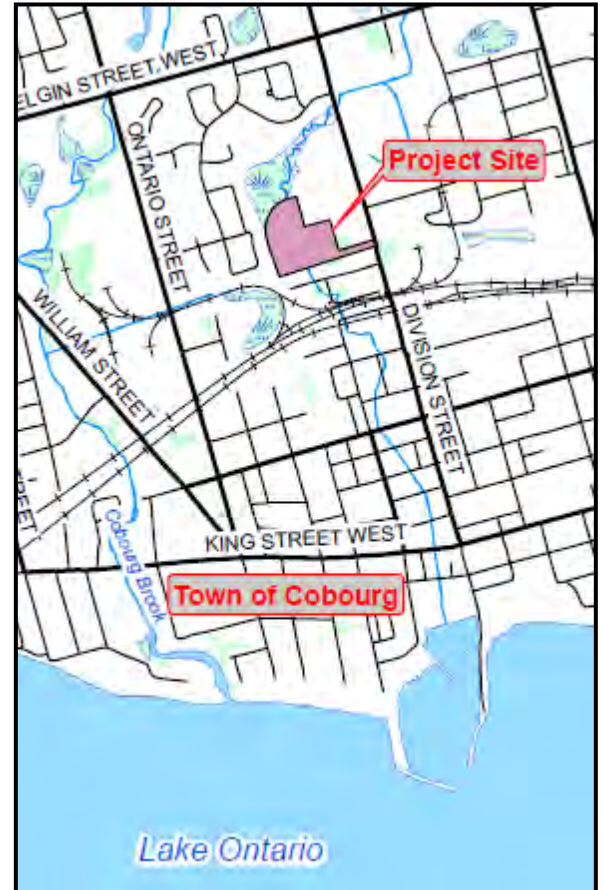 ELGIN STREET WEST
ONTARIO STREET
Project Site
WILLIAM STREET
DIVISION STREET
KING STREET WEST
Cobourg Brook
Town of Cobourg
Lake Ontario